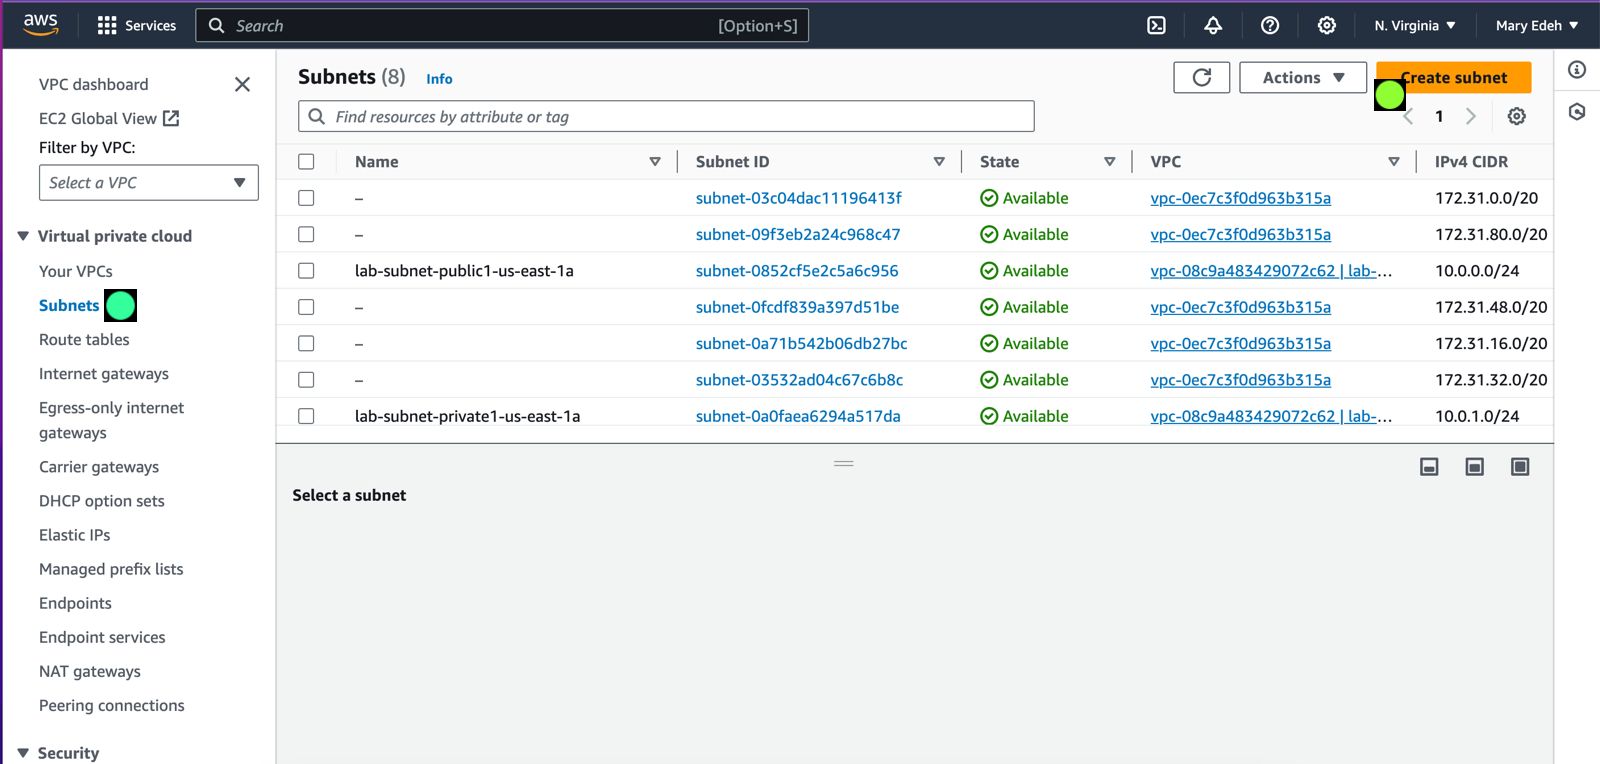 aws
Services
Search [Option+S]
N. Virginia
Mary Edeh
VPC dashboard
EC2 Global View
Filter by VPC:
Select a VPC
Virtual private cloud
Your VPCs
Subnets
Route tables
Internet gateways
Egress-only internet
gateways
Carrier gateways
DHCP option sets
Elastic IPs
Managed prefix lists
Endpoints
Endpoint services
NAT gateways
Peering connections
Security
Subnets (8) Info
Actions
Create subnet
Find resources by attribute or tag
1
Name Subnet ID State VPC IPv4 CIDR
– subnet-03c04dac11196413f Available vpc-0ec7c3f0d963b315a 172.31.0.0/20
– subnet-09f3eb2a24c968c47 Available vpc-0ec7c3f0d963b315a 172.31.80.0/20
lab-subnet-public1-us-east-1a subnet-0852cf5e2c5a6c956 Available vpc-08c9a483429072c62 | lab-... 10.0.0.0/24
– subnet-0fcdf839a397d51be Available vpc-0ec7c3f0d963b315a 172.31.48.0/20
– subnet-0a71b542b06db27bc Available vpc-0ec7c3f0d963b315a 172.31.16.0/20
– subnet-03532ad04c67c6b8c Available vpc-0ec7c3f0d963b315a 172.31.32.0/20
lab-subnet-private1-us-east-1a subnet-0a0faea6294a517da Available vpc-08c9a483429072c62 | lab-... 10.0.1.0/24
Select a subnet